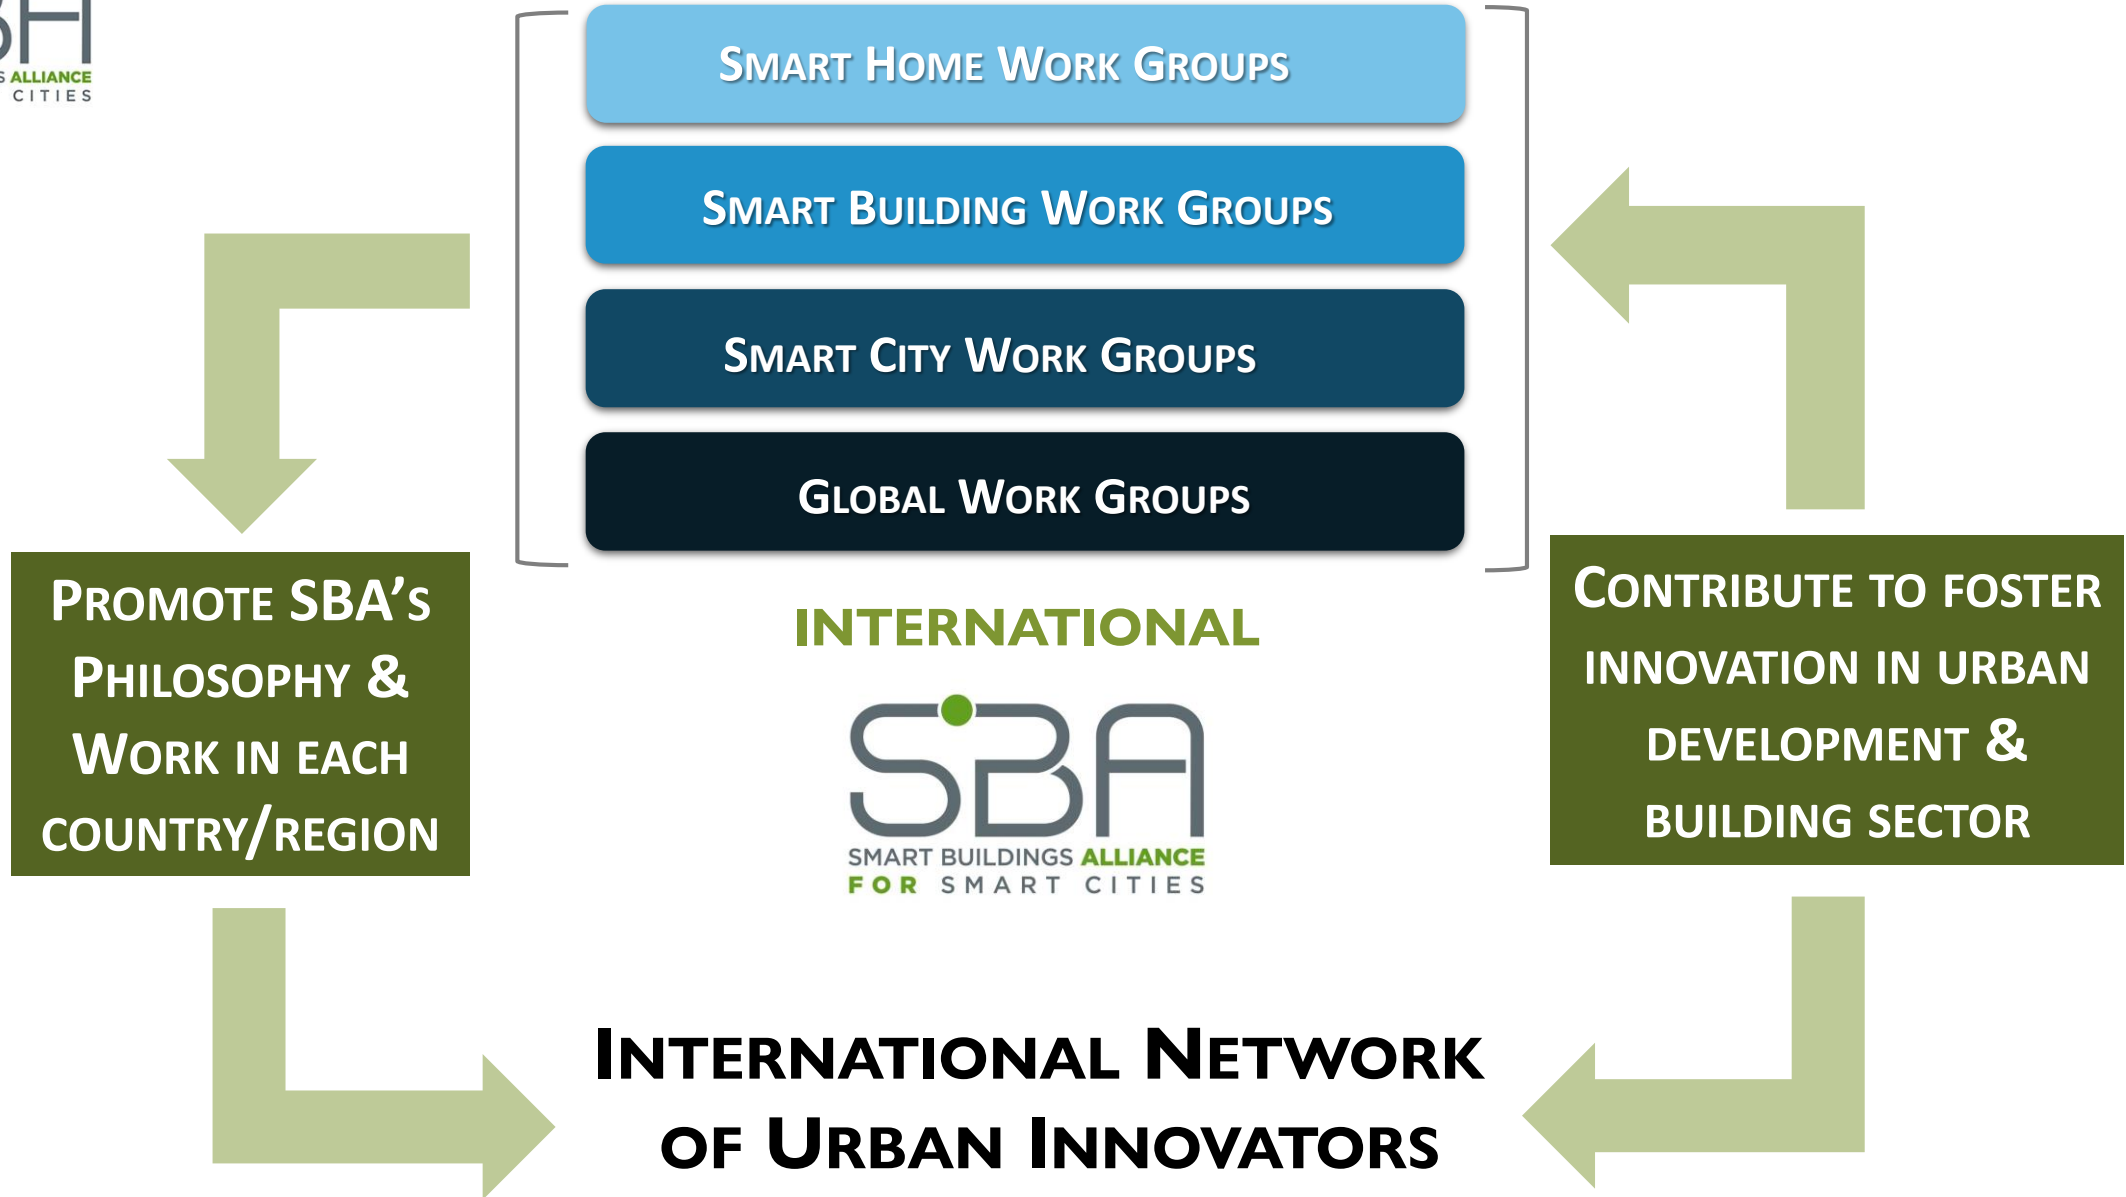 ALLIANCE
CITIES
SMART HOME WORK GROUPS
SMART BUILDING WORK GROUPS
SMART CITY WORK GROUPS
GLOBAL WORK GROUPS
PROMOTE SBA'S
PHILOSOPHY &
WORK IN EACH
COUNTRY/REGION
INTERNATIONAL
SBA
SMART BUILDINGS ALLIANCE
FOR SMART CITIES
CONTRIBUTE TO FOSTER
INNOVATION IN URBAN
DEVELOPMENT &
BUILDING SECTOR
INTERNATIONAL NETWORK
OF URBAN INNOVATORS